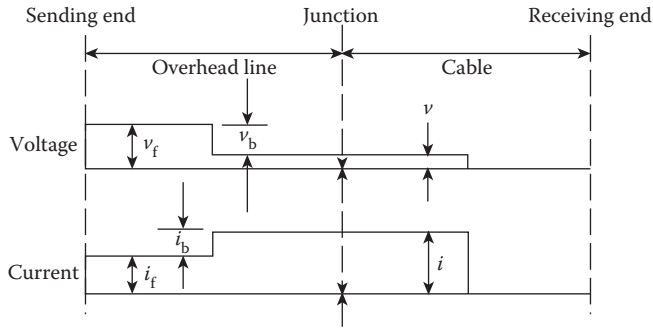 Sending end
Junction
Receiving end
Overhead line
Cable
Voltage
v_f
v_b
v
Current
i_f
i_b
i